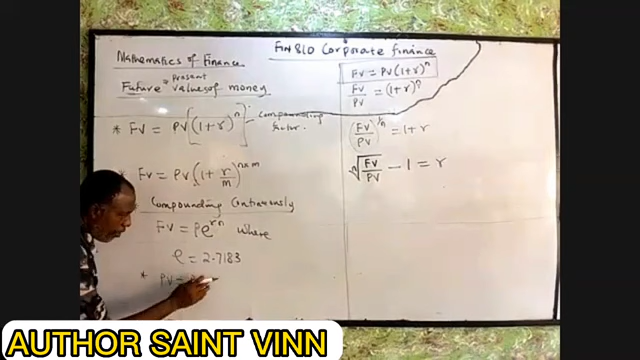 FIN 810 Corporate finance
Mathematics of Finance
Present
Future & values of money
* FV = PV[(1+r)^n] - Compounding
factor.
* FV = PV(1 + r/m)^n×m
Compounding Continuously
FV = Pe^rn where
e = 2.7183
* PV =
FV = PV(1+r)^n
FV/PV = (1+r)^n
(FV/PV)^1/n = 1+r
ⁿ√(FV/PV) - 1 = r
AUTHOR SAINT VINN